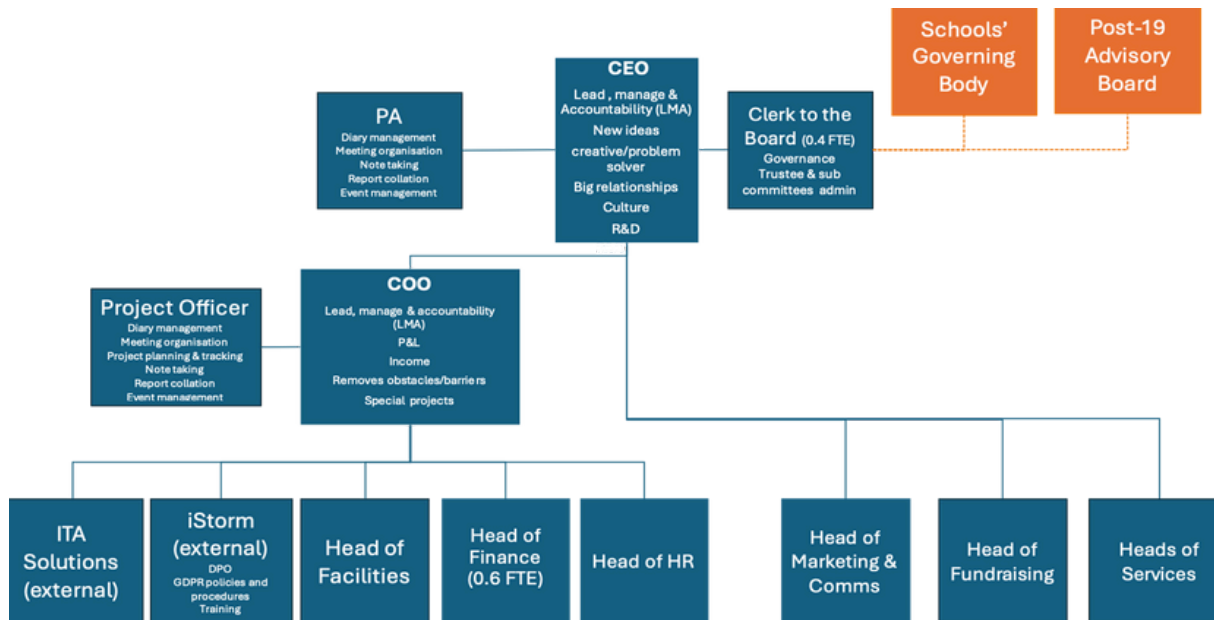 Schools’
Governing
Body
Post-19
Advisory
Board
CEO
Lead , manage &
Accountability (LMA)
New ideas
creative/problem
solver
Big relationships
Culture
R&D
PA
Diary management
Meeting organisation
Note taking
Report collation
Event management
Clerk to the
Board (0.4 FTE)
Governance
Trustee & sub
committees admin
COO
Lead, manage & accountability
(LMA)
P&L
Income
Removes obstacles/barriers
Special projects
Project Officer
Diary management
Meeting organisation
Project planning & tracking
Note taking
Report collation
Event management
ITA
Solutions
(external)
iStorm
(external)
DPO
GDPR policies and
procedures
Training
Head of
Facilities
Head of
Finance
(0.6 FTE)
Head of HR
Head of
Marketing &
Comms
Head of
Fundraising
Heads of
Services